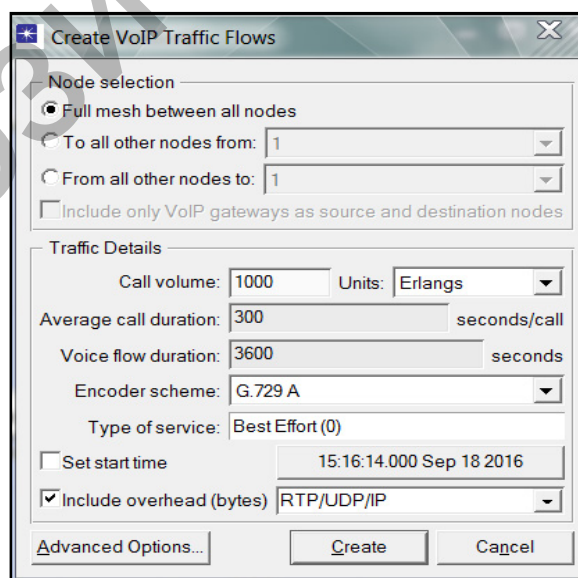 Create VoIP Traffic Flows
Node selection
Full mesh between all nodes
To all other nodes from: 1
From all other nodes to: 1
Include only VoIP gateways as source and destination nodes
Traffic Details
Call volume: 1000 Units: Erlangs
Average call duration: 300 seconds/call
Voice flow duration: 3600 seconds
Encoder scheme: G.729 A
Type of service: Best Effort (0)
Set start time 15:16:14.000 Sep 18 2016
Include overhead (bytes) RTP/UDP/IP
Advanced Options... Create Cancel